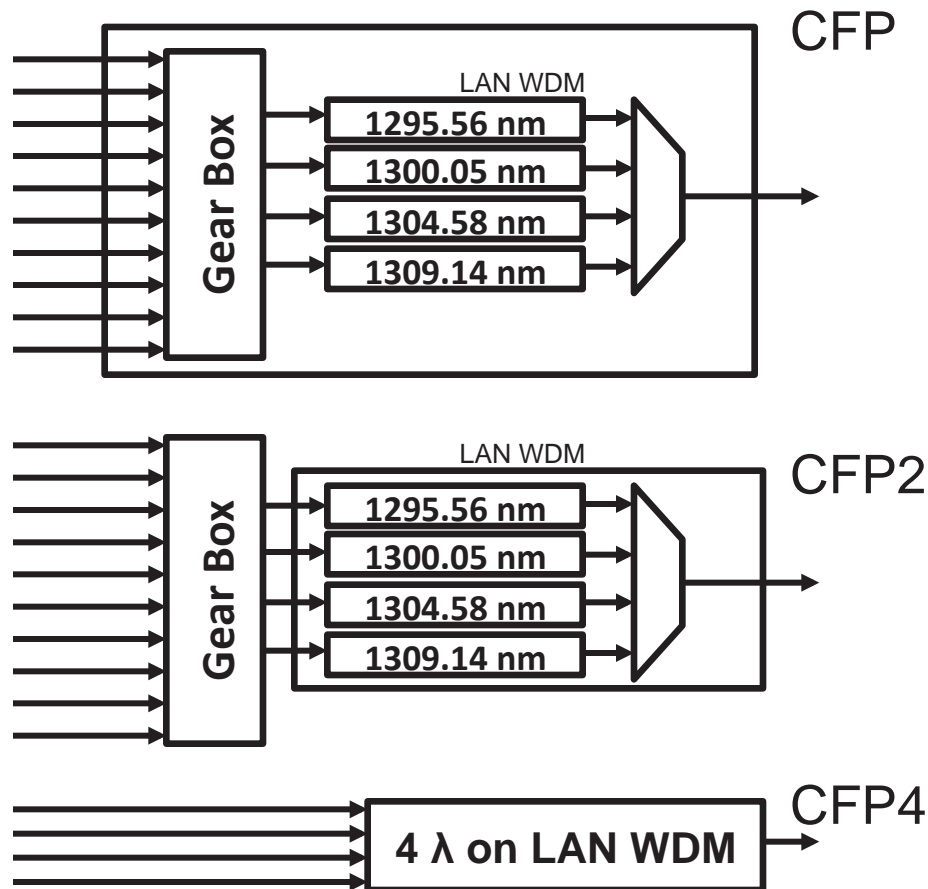 CFP
LAN WDM
Gear Box
1295.56 nm
1300.05 nm
1304.58 nm
1309.14 nm
CFP2
LAN WDM
Gear Box
1295.56 nm
1300.05 nm
1304.58 nm
1309.14 nm
CFP4
4 λ on LAN WDM